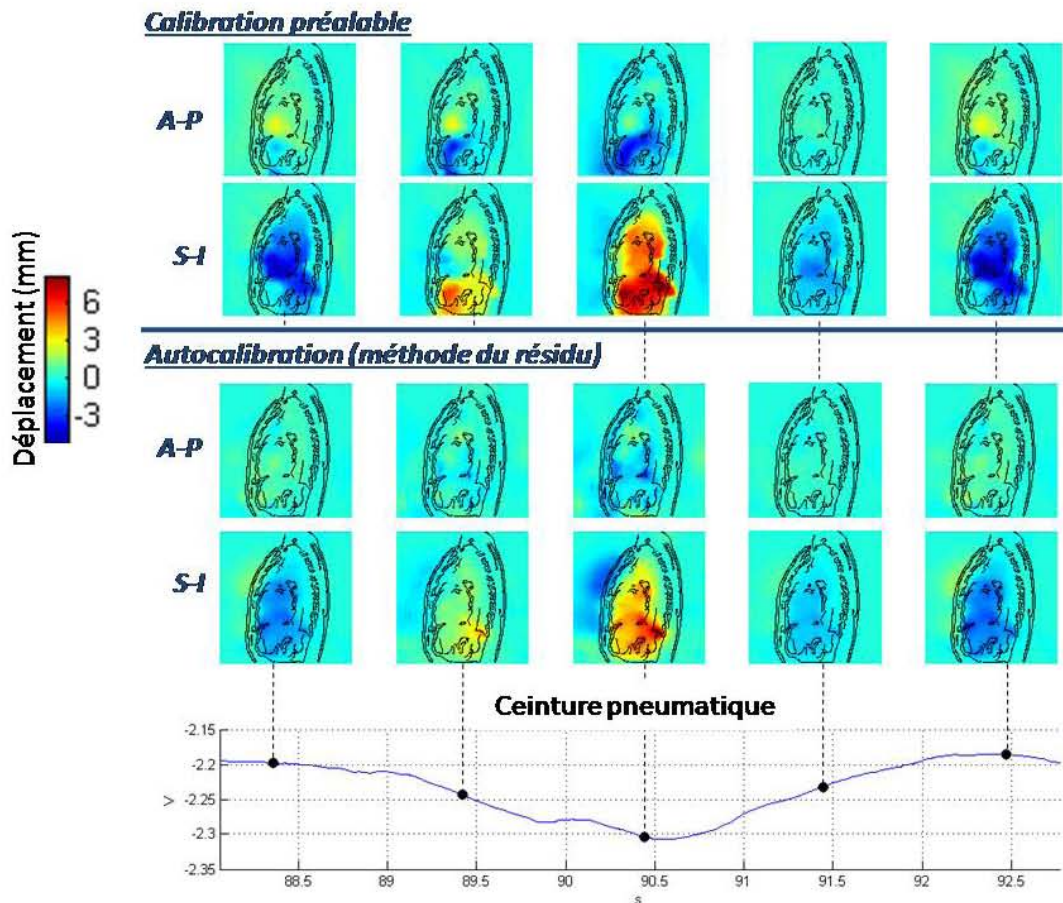 Calibration préalable
A-P
S-I
Déplacement (mm)
6
3
0
-3
Autocalibration (méthode du résidu)
A-P
S-I
Ceinture pneumatique
-2.15
-2.2
-2.25
-2.3
-2.35
V
88.5 89 89.5 90 90.5 91 91.5 92 92.5
s